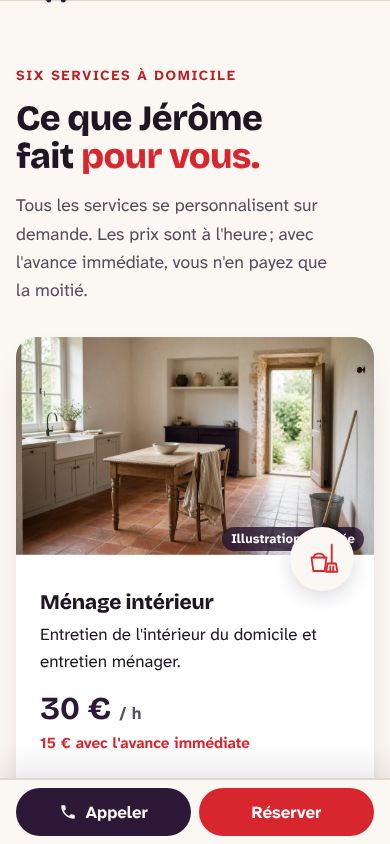 SIX SERVICES À DOMICILE
Ce que Jérôme
fait pour vous.
Tous les services se personnalisent sur
demande. Les prix sont à l'heure ; avec
l'avance immédiate, vous n'en payez que
la moitié.
Illustration
Ménage intérieur
Entretien de l'intérieur du domicile et
entretien ménager.
30 € / h
15 € avec l'avance immédiate
Appeler
Réserver